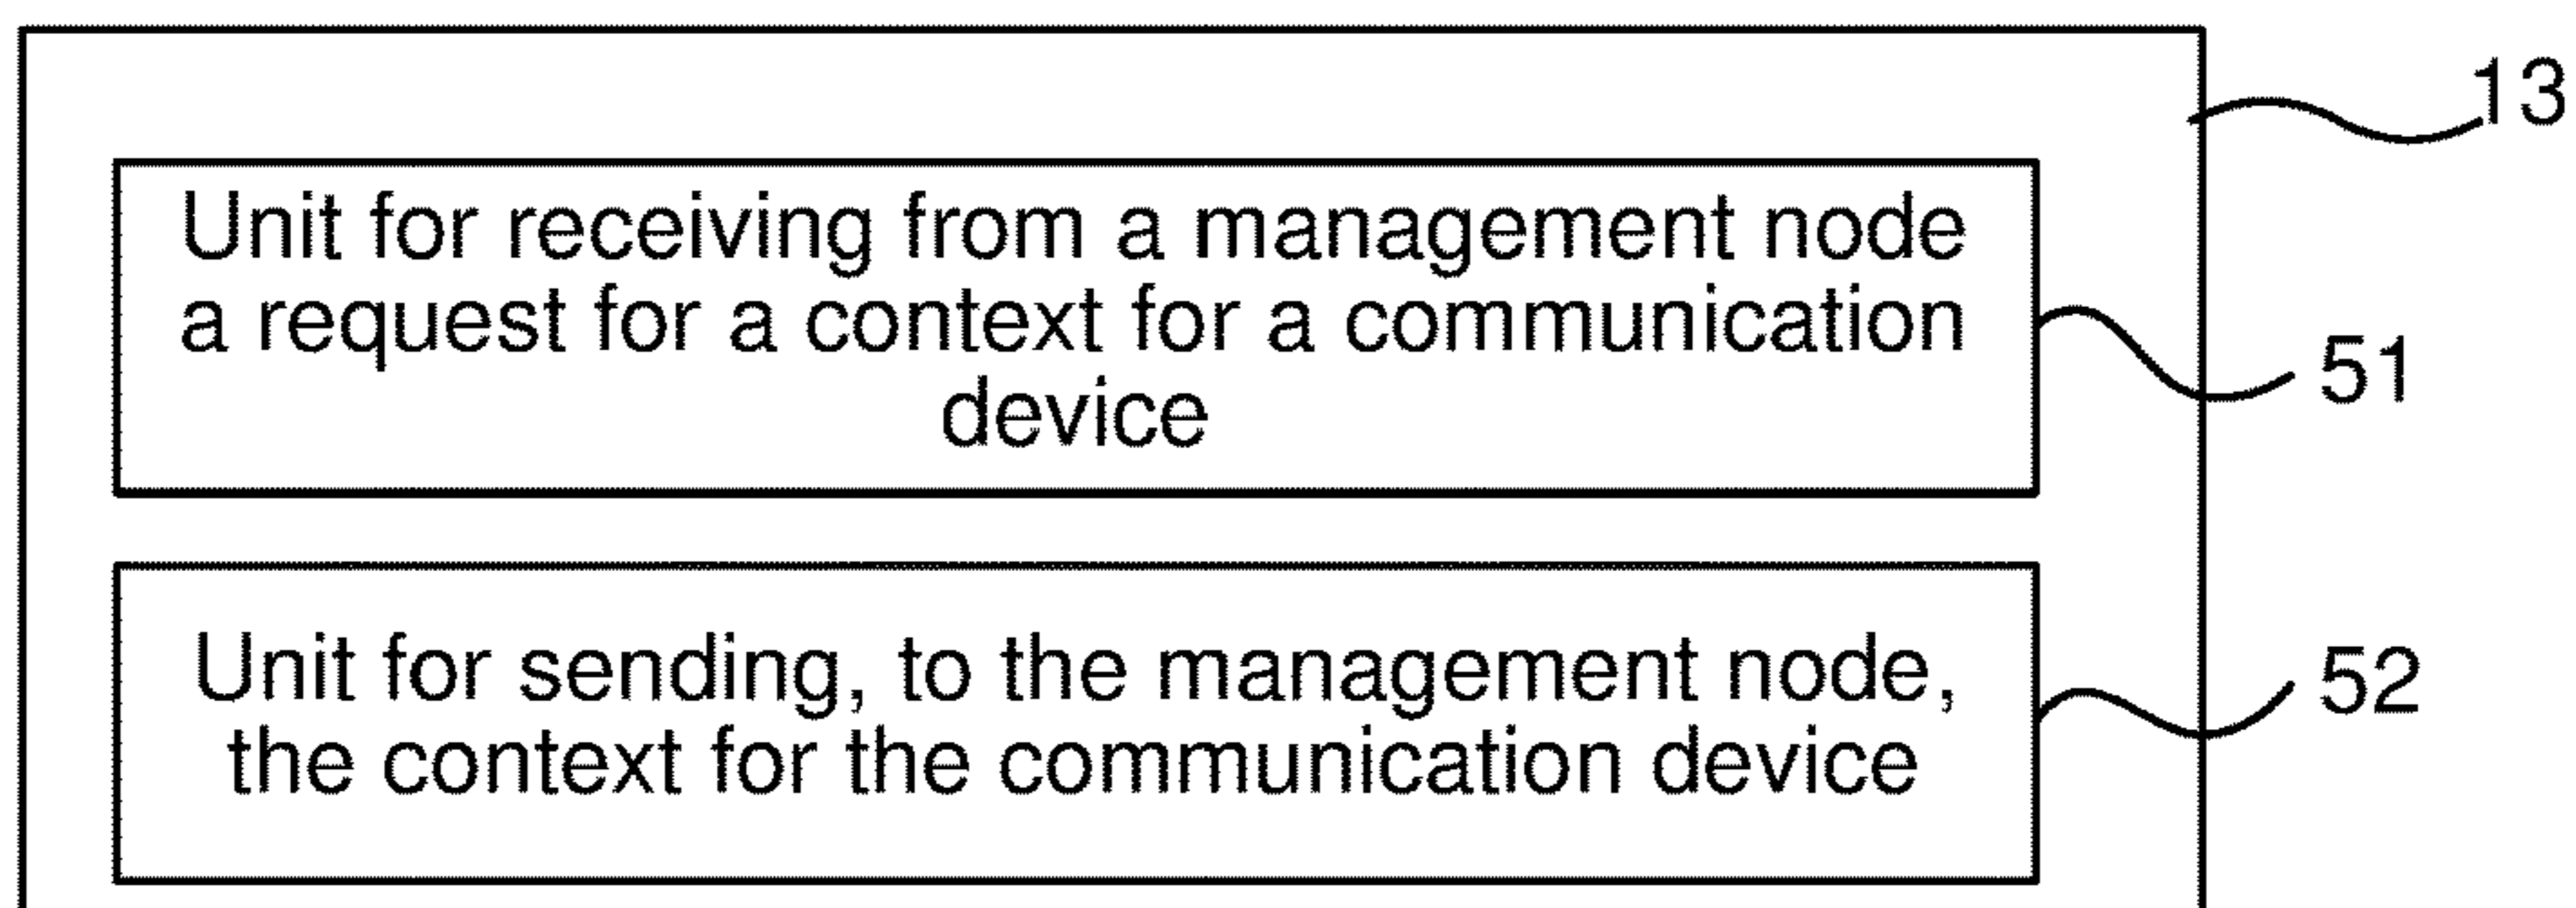 13
Unit for receiving from a management node
a request for a context for a communication
device
51
Unit for sending, to the management node,
the context for the communication device
52